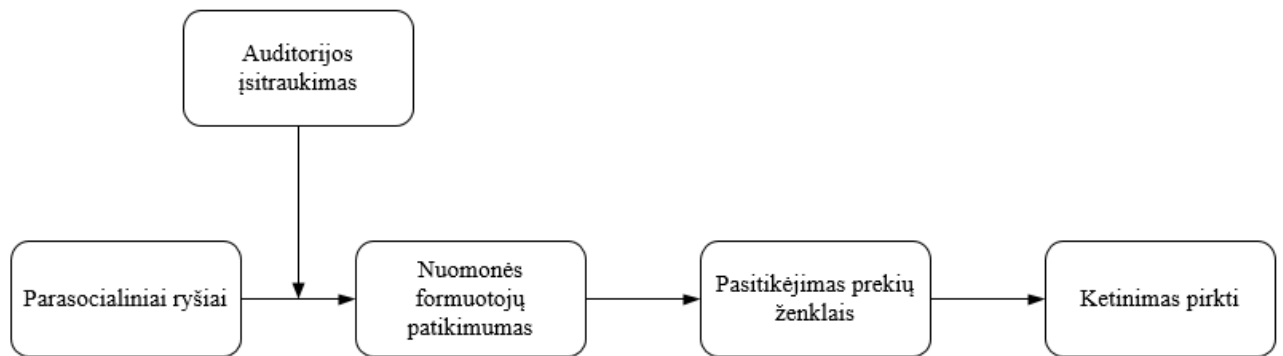 Auditorijos
įsitraukimas
Parasocialiniai ryšiai
Nuomonės
formuotojų
patikimumas
Pasitikėjimas prekių
ženklais
Ketinimas pirkti